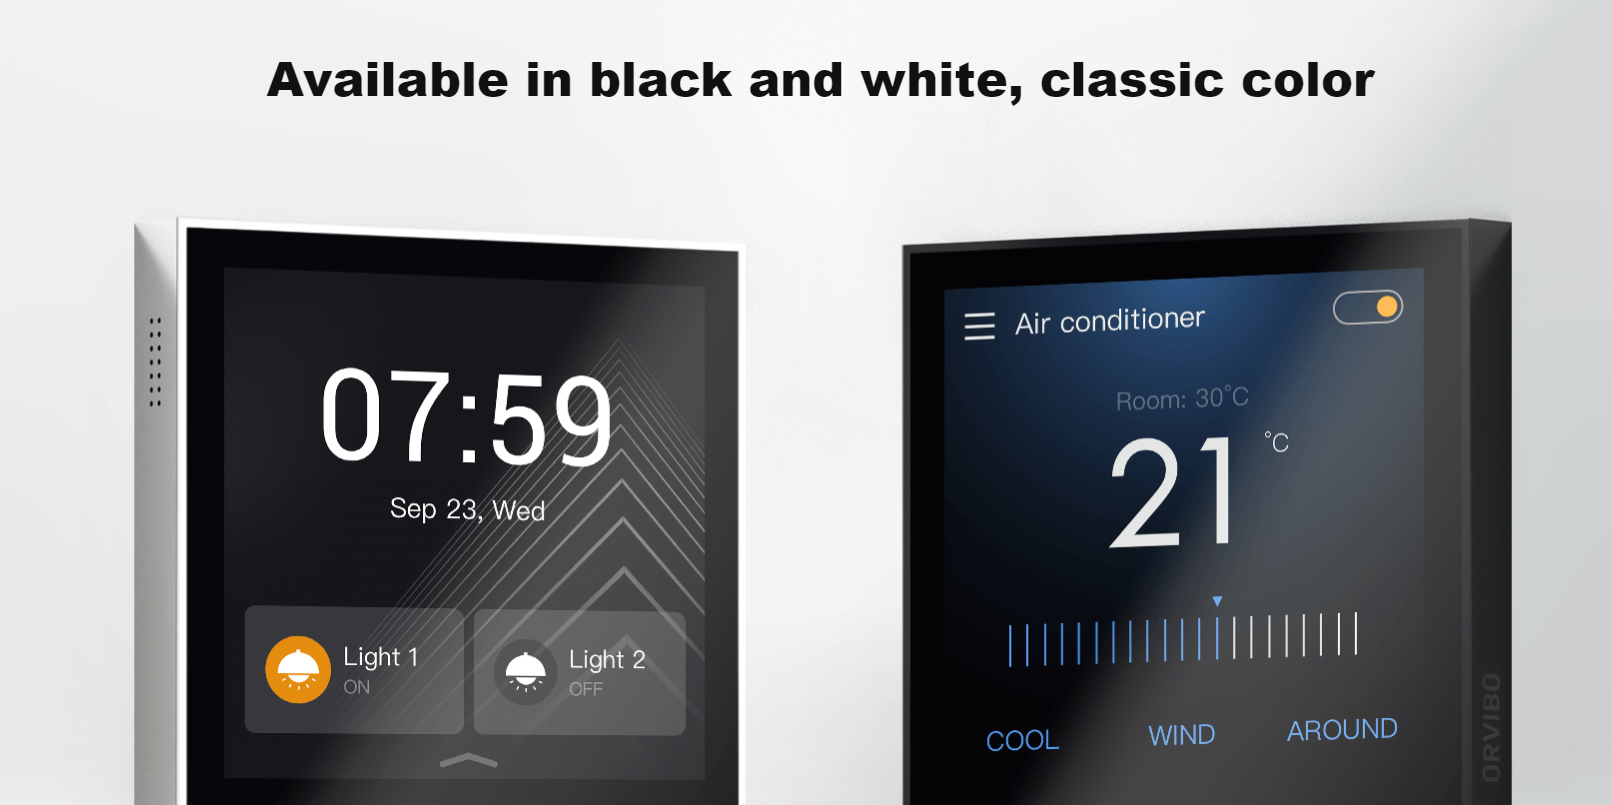 Available in black and white, classic color
07:59
Sep 23, Wed
Light 1
ON
Light 2
OFF
Air conditioner
Room: 30°C
21 °C
COOL WIND AROUND
ORVIBO